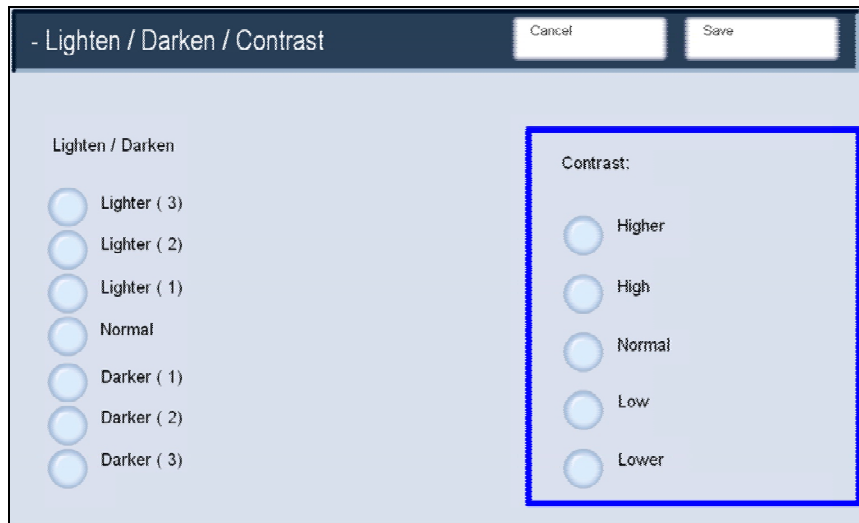 - Lighten / Darken / Contrast
Cancel
Save
Lighten / Darken
Lighter ( 3)
Lighter ( 2)
Lighter ( 1)
Normal
Darker ( 1)
Darker ( 2)
Darker ( 3)
Contrast:
Higher
High
Normal
Low
Lower